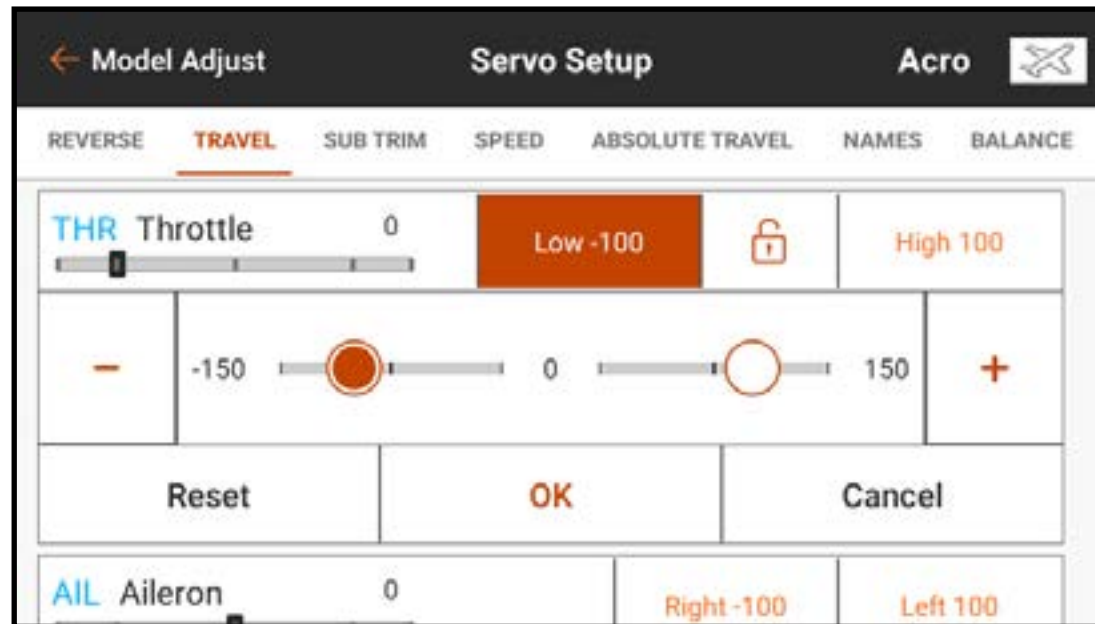 Model Adjust Servo Setup Acro
REVERSE TRAVEL SUB TRIM SPEED ABSOLUTE TRAVEL NAMES BALANCE
THR Throttle 0 Low -100 High 100
- -150 0 150 +
Reset OK Cancel
AIL Aileron 0 Right -100 Left 100